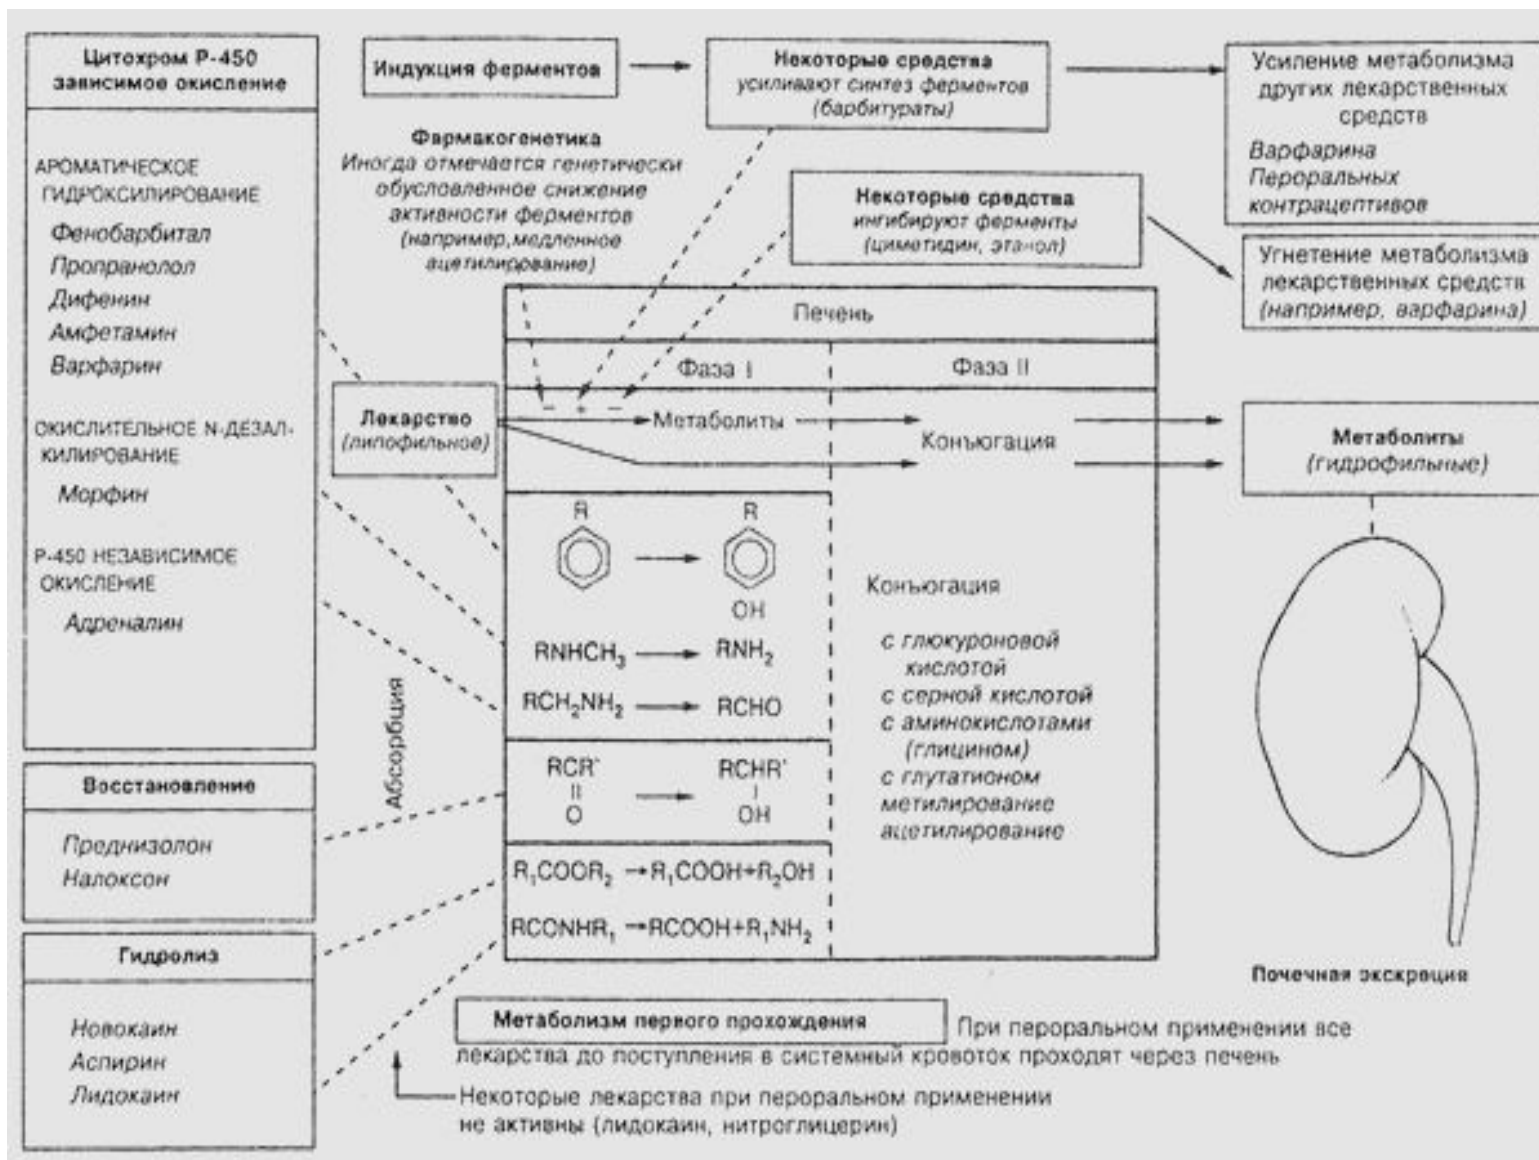 Цитохром Р-450
зависимое окисление
АРОМАТИЧЕСКОЕ
ГИДРОКСИЛИРОВАНИЕ
Фенобарбитал
Пропранолол
Дифенин
Амфетамин
Варфарин
ОКИСЛИТЕЛЬНОЕ N-ДЕЗАЛ-
КИЛИРОВАНИЕ
Морфин
Р-450 НЕЗАВИСИМОЕ
ОКИСЛЕНИЕ
Адреналин
Восстановление
Преднизолон
Налоксон
Гидролиз
Новокаин
Аспирин
Лидокаин
Индукция ферментов
Некоторые средства
усиливают синтез ферментов
(барбитураты)
Усиление метаболизма
других лекарственных
средств
Варфарина
Пероральных
контрацептивов
Фармакогенетика
Иногда отмечается генетически
обусловленное снижение
активности ферментов
(например,медленное
ацетилирование)
Некоторые средства
ингибируют ферменты
(циметидин, этанол)
Угнетение метаболизма
лекарственных средств
(например, варфарина)
Печень
Фаза I
Фаза II
Лекарство
(липофильное)
− + −
Метаболиты
Конъюгация
Метаболиты
(гидрофильные)
R
R
OH
RNHCH₃
RNH₂
RCH₂NH₂
RCHO
RCR'
O
RCHR'
OH
R₁COOR₂ →R₁COOH+R₂OH
RCONHR₁ →RCOOH+R₁NH₂
Конъюгация
с глюкуроновой
кислотой
с серной кислотой
с аминокислотами
(глицином)
с глутатионом
метилирование
ацетилирование
Абсорбция
Почечная экскреция
Метаболизм первого прохождения При пероральном применении все
лекарства до поступления в системный кровоток проходят через печень
Некоторые лекарства при пероральном применении
не активны (лидокаин, нитроглицерин)